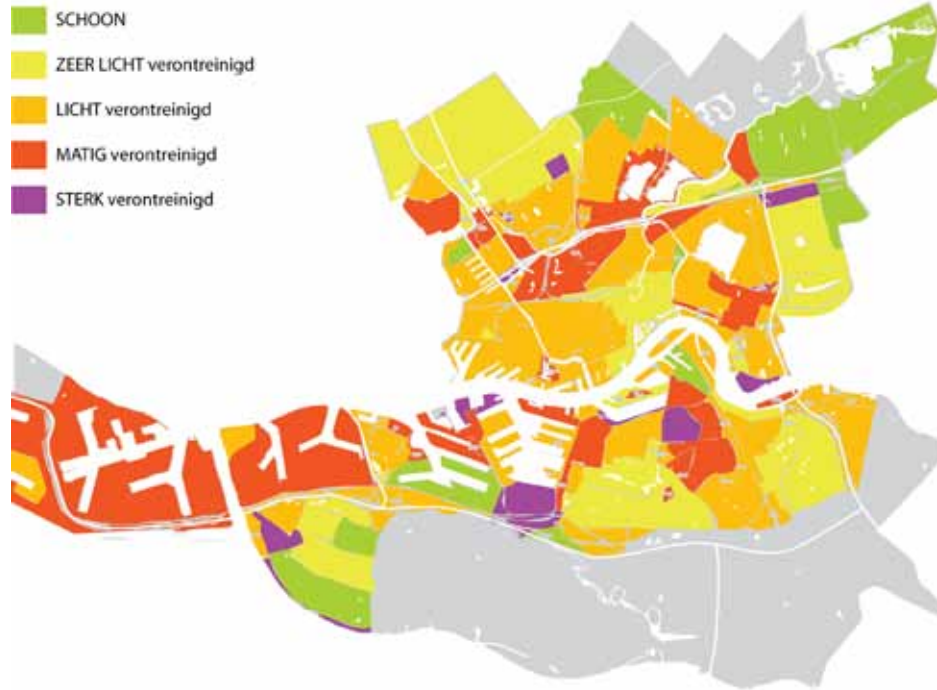 SCHOON
ZEER LICHT verontreinigd
LICHT verontreinigd
MATIG verontreinigd
STERK verontreinigd